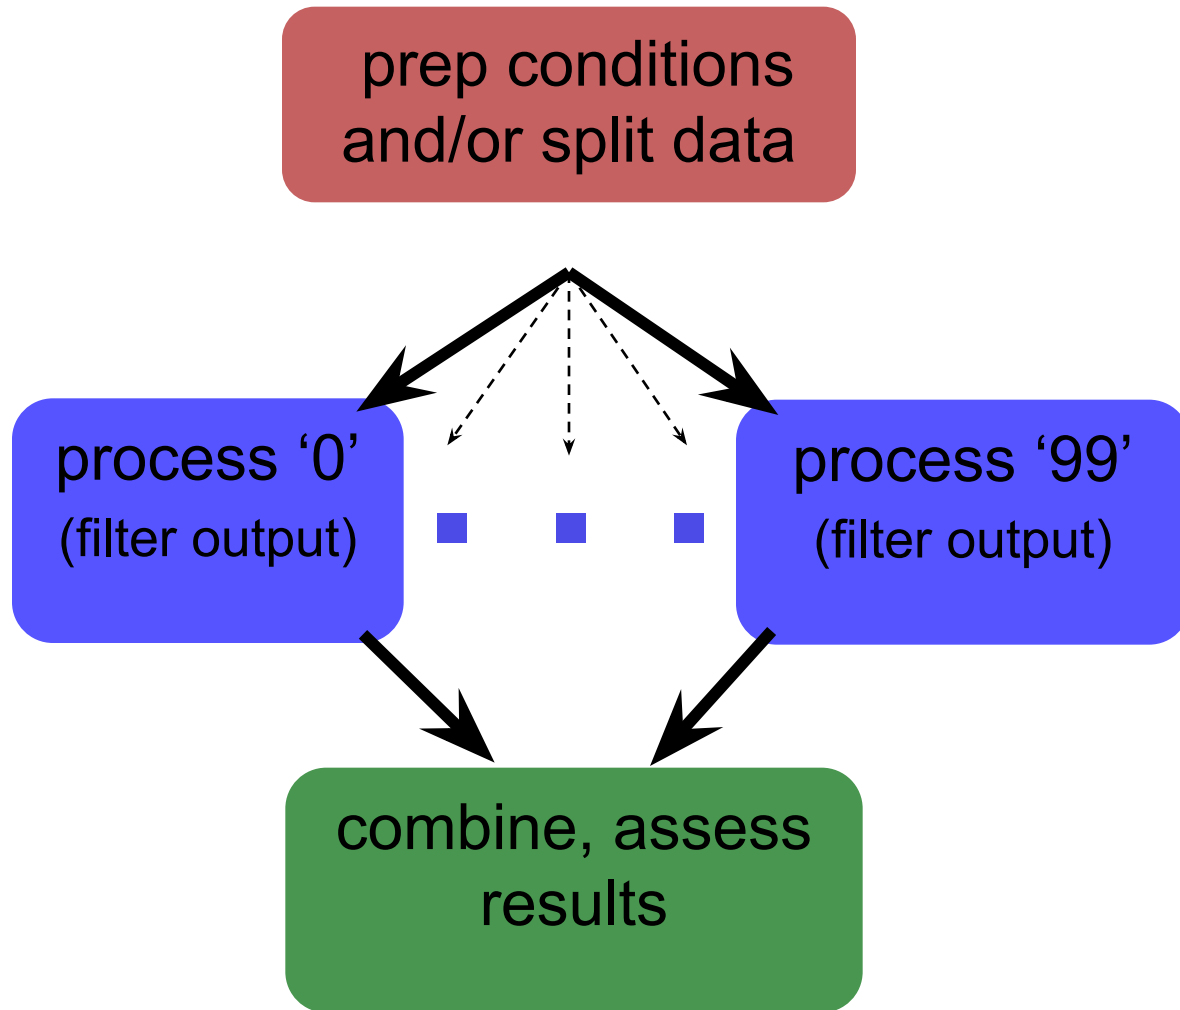 prep conditions
and/or split data
process ‘0’
(filter output)
process ‘99’
(filter output)
combine, assess
results